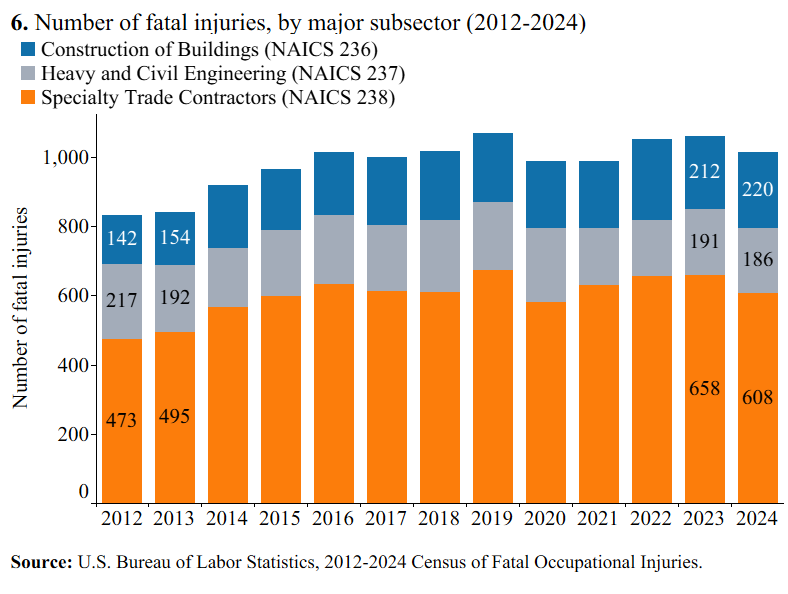 6. Number of fatal injuries, by major subsector (2012-2024)
Construction of Buildings (NAICS 236)
Heavy and Civil Engineering (NAICS 237)
Specialty Trade Contractors (NAICS 238)
Number of fatal injuries
1,000
800
600
400
200
0
142 154 212 220
217 192 191 186
473 495 658 608
2012 2013 2014 2015 2016 2017 2018 2019 2020 2021 2022 2023 2024
Source: U.S. Bureau of Labor Statistics, 2012-2024 Census of Fatal Occupational Injuries.